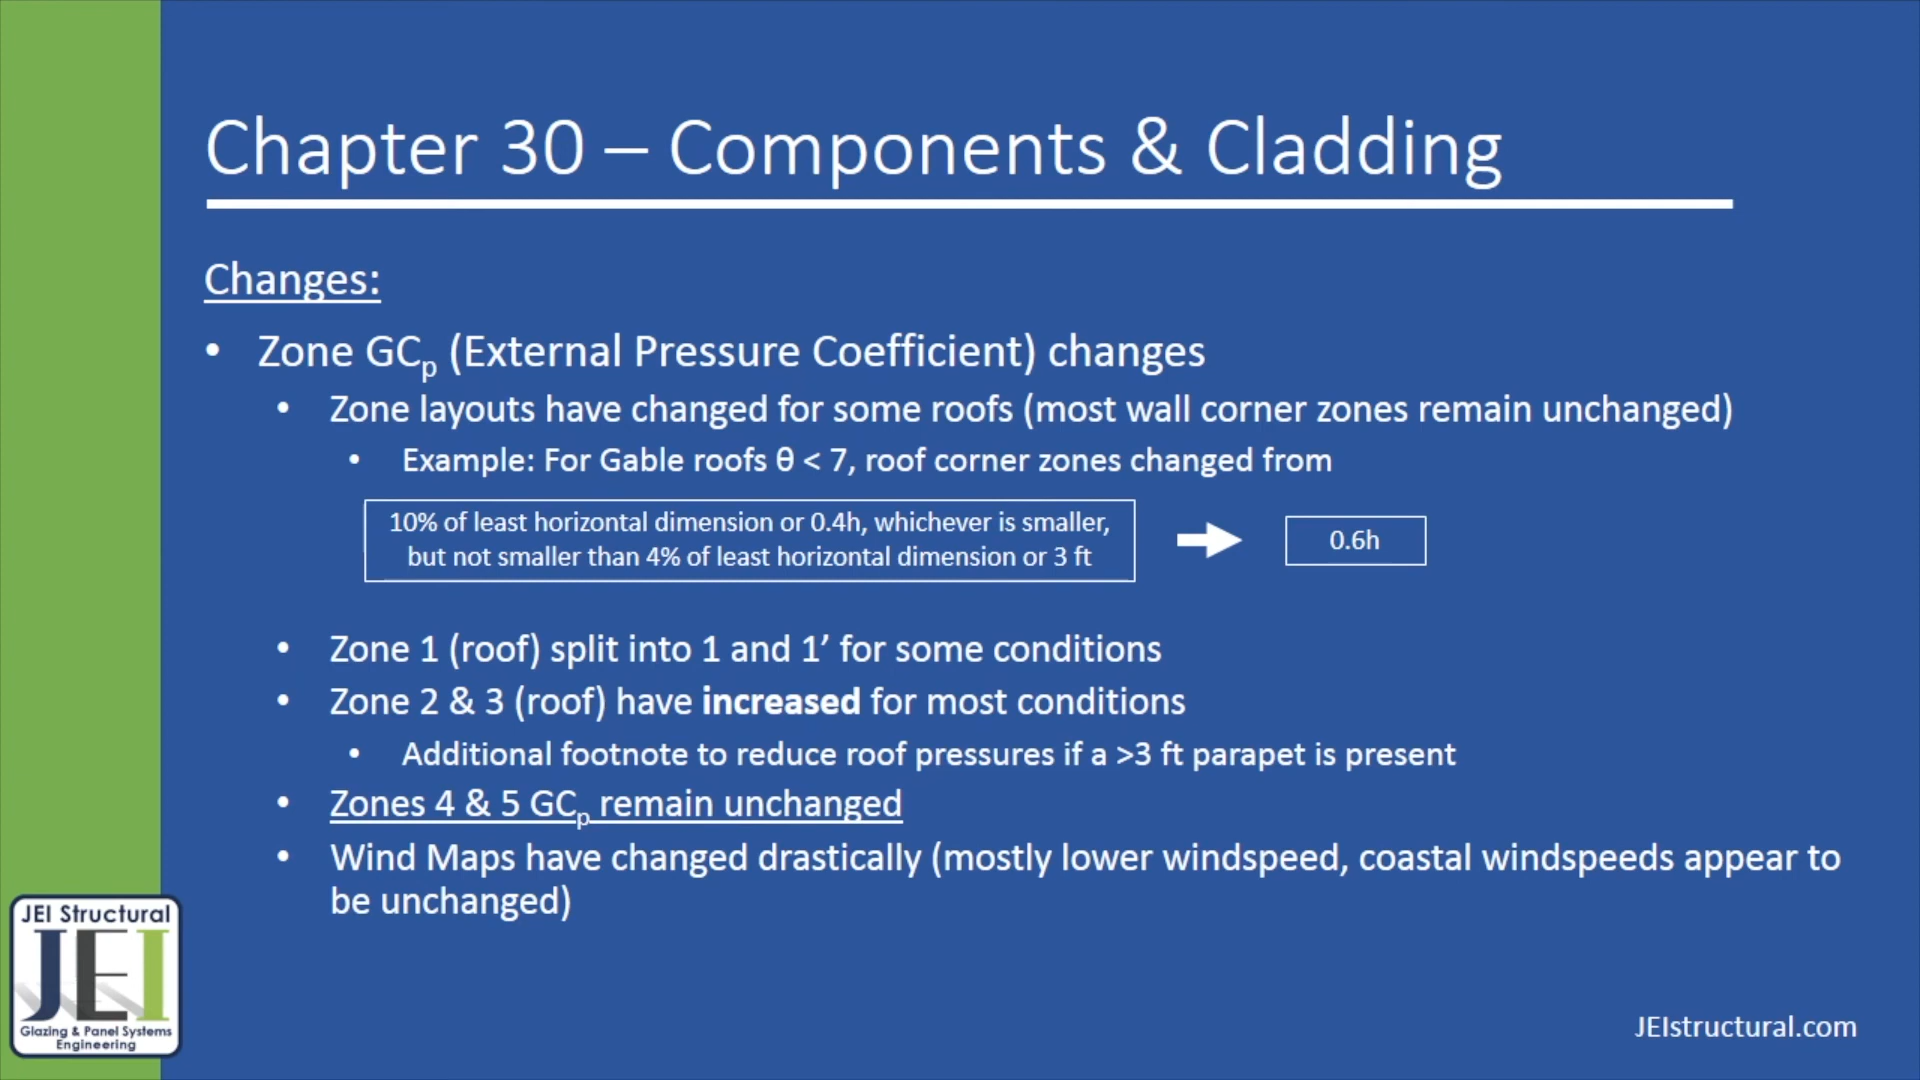 Chapter 30 – Components & Cladding
Changes:
• Zone GCp (External Pressure Coefficient) changes
• Zone layouts have changed for some roofs (most wall corner zones remain unchanged)
• Example: For Gable roofs θ < 7, roof corner zones changed from
10% of least horizontal dimension or 0.4h, whichever is smaller,
but not smaller than 4% of least horizontal dimension or 3 ft
0.6h
• Zone 1 (roof) split into 1 and 1’ for some conditions
• Zone 2 & 3 (roof) have increased for most conditions
• Additional footnote to reduce roof pressures if a >3 ft parapet is present
• Zones 4 & 5 GCp remain unchanged
• Wind Maps have changed drastically (mostly lower windspeed, coastal windspeeds appear to
be unchanged)
JEI Structural
JEI
Glazing & Panel Systems
Engineering
JEIstructural.com